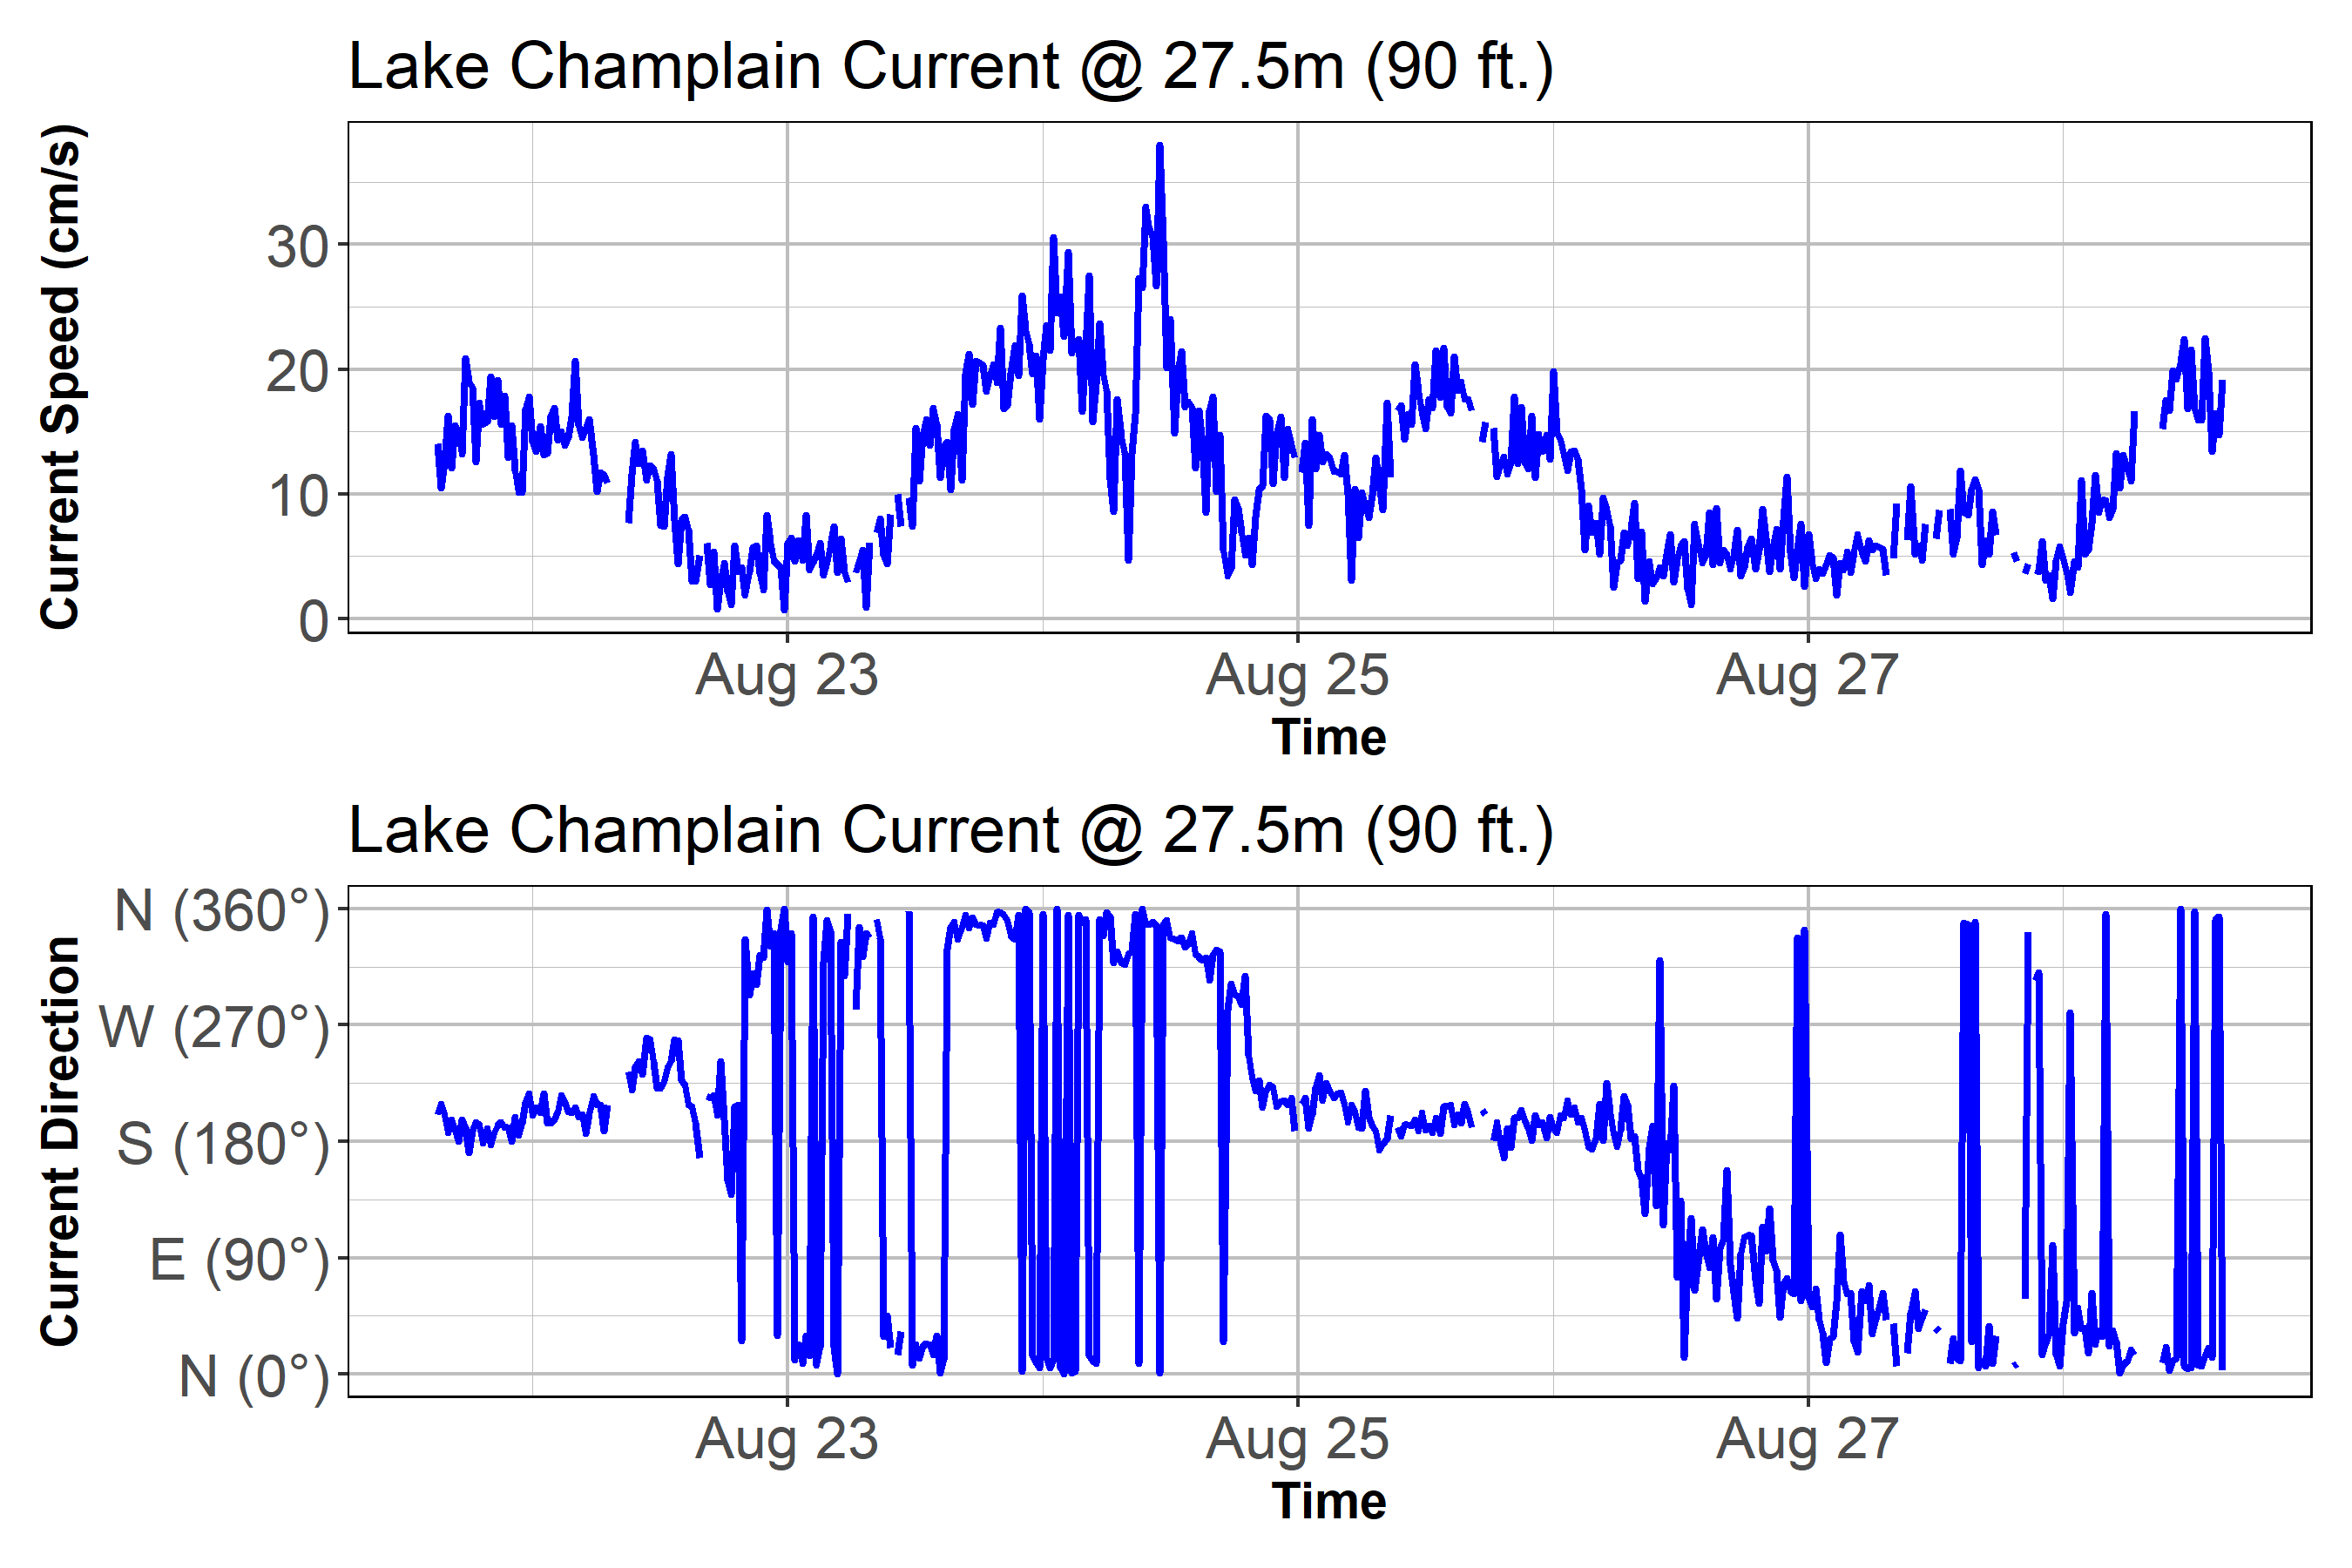 Lake Champlain Current @ 27.5m (90 ft.)
Current Speed (cm/s)
30
20
10
0
Aug 23 Aug 25 Aug 27
Time
Lake Champlain Current @ 27.5m (90 ft.)
Current Direction
N (360°)
W (270°)
S (180°)
E (90°)
N (0°)
Aug 23 Aug 25 Aug 27
Time